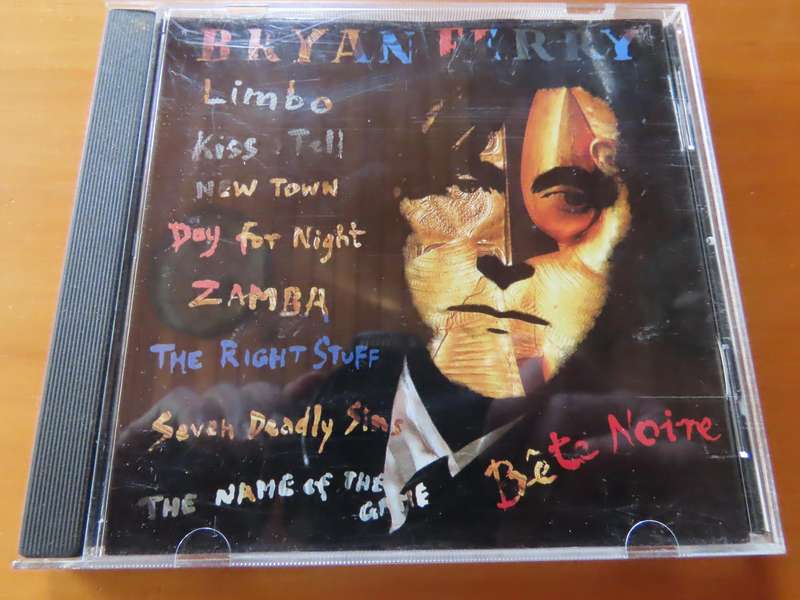 BRYAN FERRY
Limbo
Kiss & Tell
NEW TOWN
Day for Night
ZAMBA
THE RIGHT STUFF
Seven Deadly Sins
THE NAME of THE
GAME
Bête Noire